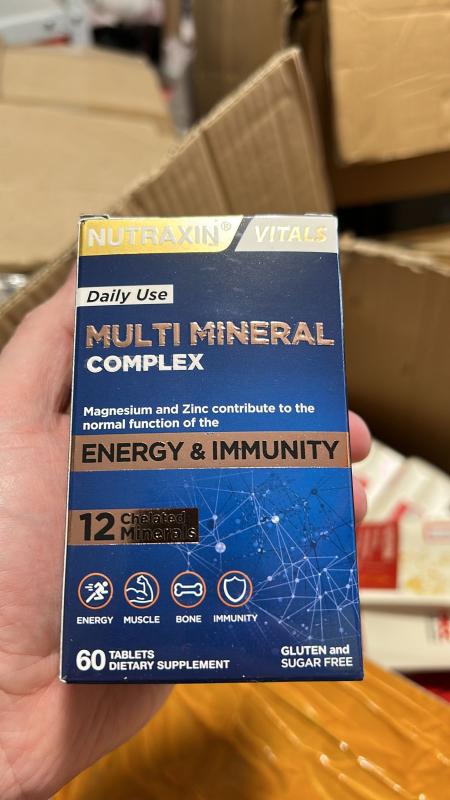 NUTRAXIN® VITALS
Daily Use
MULTI MINERAL
COMPLEX
Magnesium and Zinc contribute to the
normal function of the
ENERGY & IMMUNITY
12 Chelated
Minerals
ENERGY MUSCLE BONE IMMUNITY
60 TABLETS
DIETARY SUPPLEMENT
GLUTEN and
SUGAR FREE